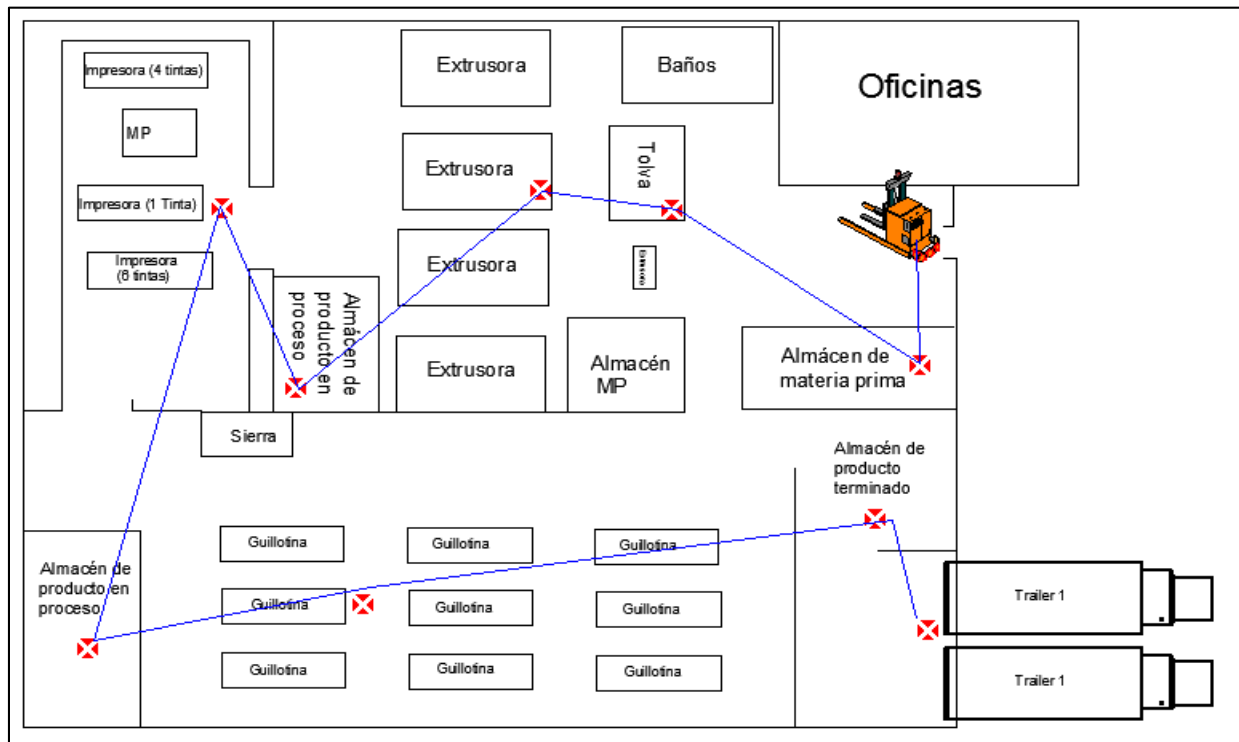 Impresora (4 tintas)
MP
Impresora (1 Tinta)
Impresora
(6 tintas)
Almácen de
producto en
proceso
Extrusora
Extrusora
Extrusora
Extrusora
Baños
Tolva
Extrusora
Almacén
MP
Oficinas
Almácen de
materia prima
Sierra
Almacén de
producto
terminado
Almacén de
producto en
proceso
Guillotina
Guillotina
Guillotina
Guillotina
Guillotina
Guillotina
Guillotina
Guillotina
Guillotina
Trailer 1
Trailer 1